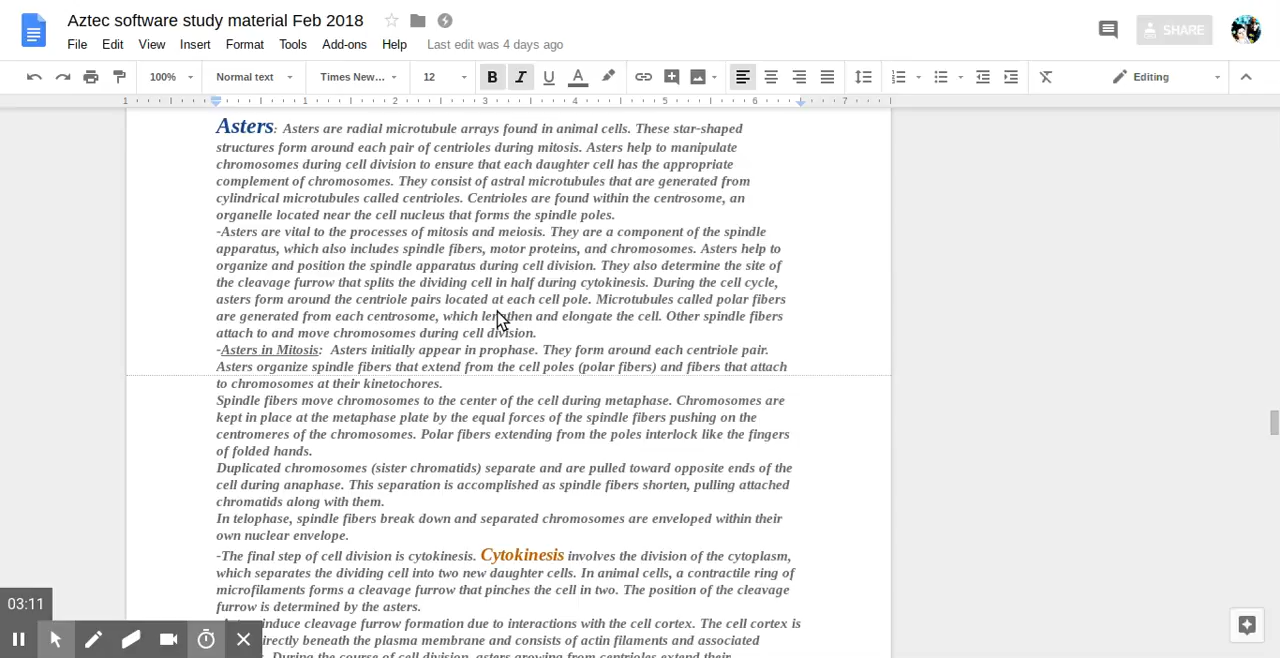 Aztec software study material Feb 2018
File Edit View Insert Format Tools Add-ons Help Last edit was 4 days ago
SHARE
100% Normal text Times New... 12 B I U A Editing
1 1 2 3 4 5 6 7
Asters: Asters are radial microtubule arrays found in animal cells. These star-shaped
structures form around each pair of centrioles during mitosis. Asters help to manipulate
chromosomes during cell division to ensure that each daughter cell has the appropriate
complement of chromosomes. They consist of astral microtubules that are generated from
cylindrical microtubules called centrioles. Centrioles are found within the centrosome, an
organelle located near the cell nucleus that forms the spindle poles.
-Asters are vital to the processes of mitosis and meiosis. They are a component of the spindle
apparatus, which also includes spindle fibers, motor proteins, and chromosomes. Asters help to
organize and position the spindle apparatus during cell division. They also determine the site of
the cleavage furrow that splits the dividing cell in half during cytokinesis. During the cell cycle,
asters form around the centriole pairs located at each cell pole. Microtubules called polar fibers
are generated from each centrosome, which lengthen and elongate the cell. Other spindle fibers
attach to and move chromosomes during cell division.
-Asters in Mitosis: Asters initially appear in prophase. They form around each centriole pair.
Asters organize spindle fibers that extend from the cell poles (polar fibers) and fibers that attach
to chromosomes at their kinetochores.
Spindle fibers move chromosomes to the center of the cell during metaphase. Chromosomes are
kept in place at the metaphase plate by the equal forces of the spindle fibers pushing on the
centromeres of the chromosomes. Polar fibers extending from the poles interlock like the fingers
of folded hands.
Duplicated chromosomes (sister chromatids) separate and are pulled toward opposite ends of the
cell during anaphase. This separation is accomplished as spindle fibers shorten, pulling attached
chromatids along with them.
In telophase, spindle fibers break down and separated chromosomes are enveloped within their
own nuclear envelope.
-The final step of cell division is cytokinesis. Cytokinesis involves the division of the cytoplasm,
which separates the dividing cell into two new daughter cells. In animal cells, a contractile ring of
microfilaments forms a cleavage furrow that pinches the cell in two. The position of the cleavage
furrow is determined by the asters.
induce cleavage furrow formation due to interactions with the cell cortex. The cell cortex is
directly beneath the plasma membrane and consists of actin filaments and associated
During the course of cell division, asters growing from centrioles extend their
03:11